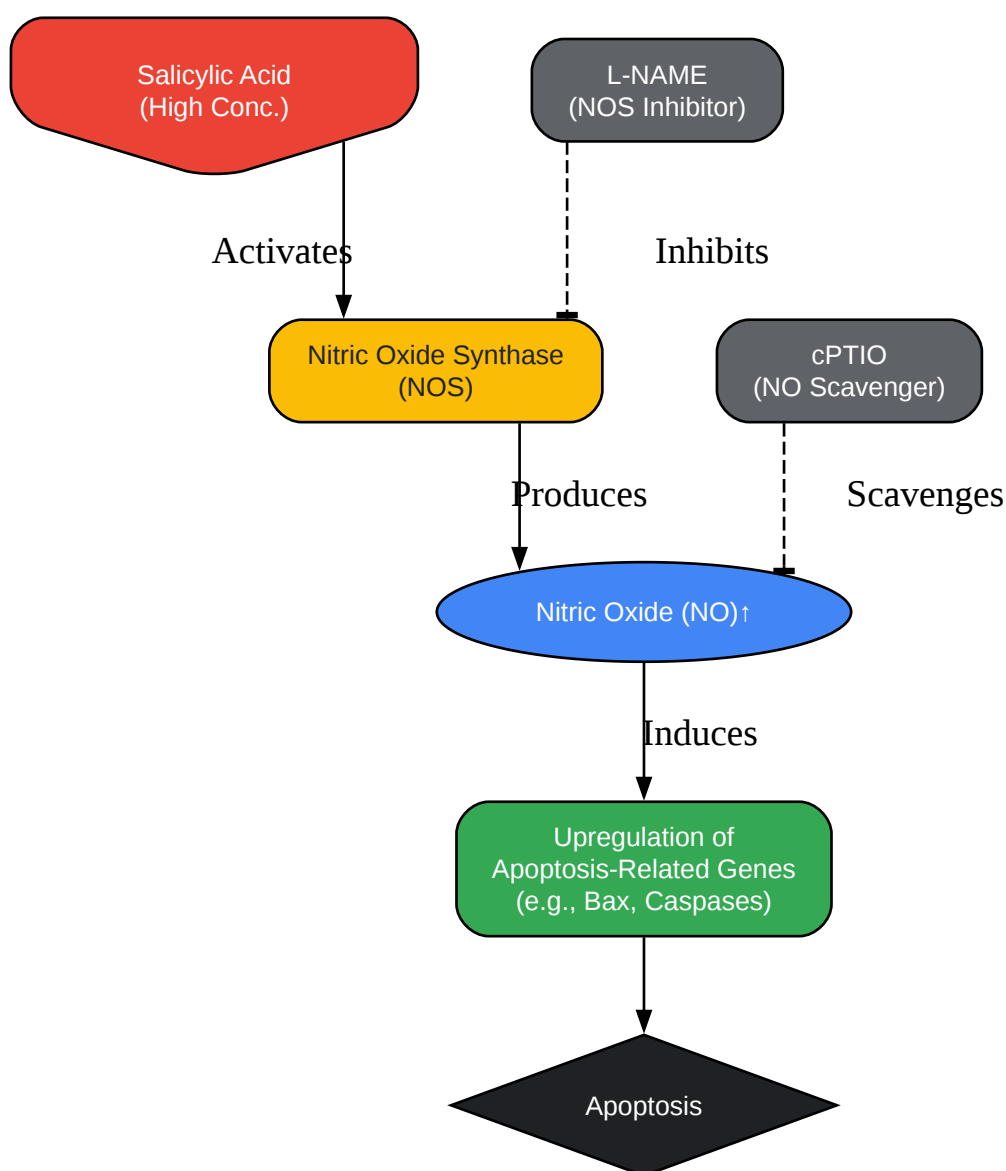 Salicylic Acid
(High Conc.)
L-NAME
(NOS Inhibitor)
Activates
Inhibits
Nitric Oxide Synthase
(NOS)
cPTIO
(NO Scavenger)
Produces
Scavenges
Nitric Oxide (NO)↑
Induces
Upregulation of
Apoptosis-Related Genes
(e.g., Bax, Caspases)
Apoptosis